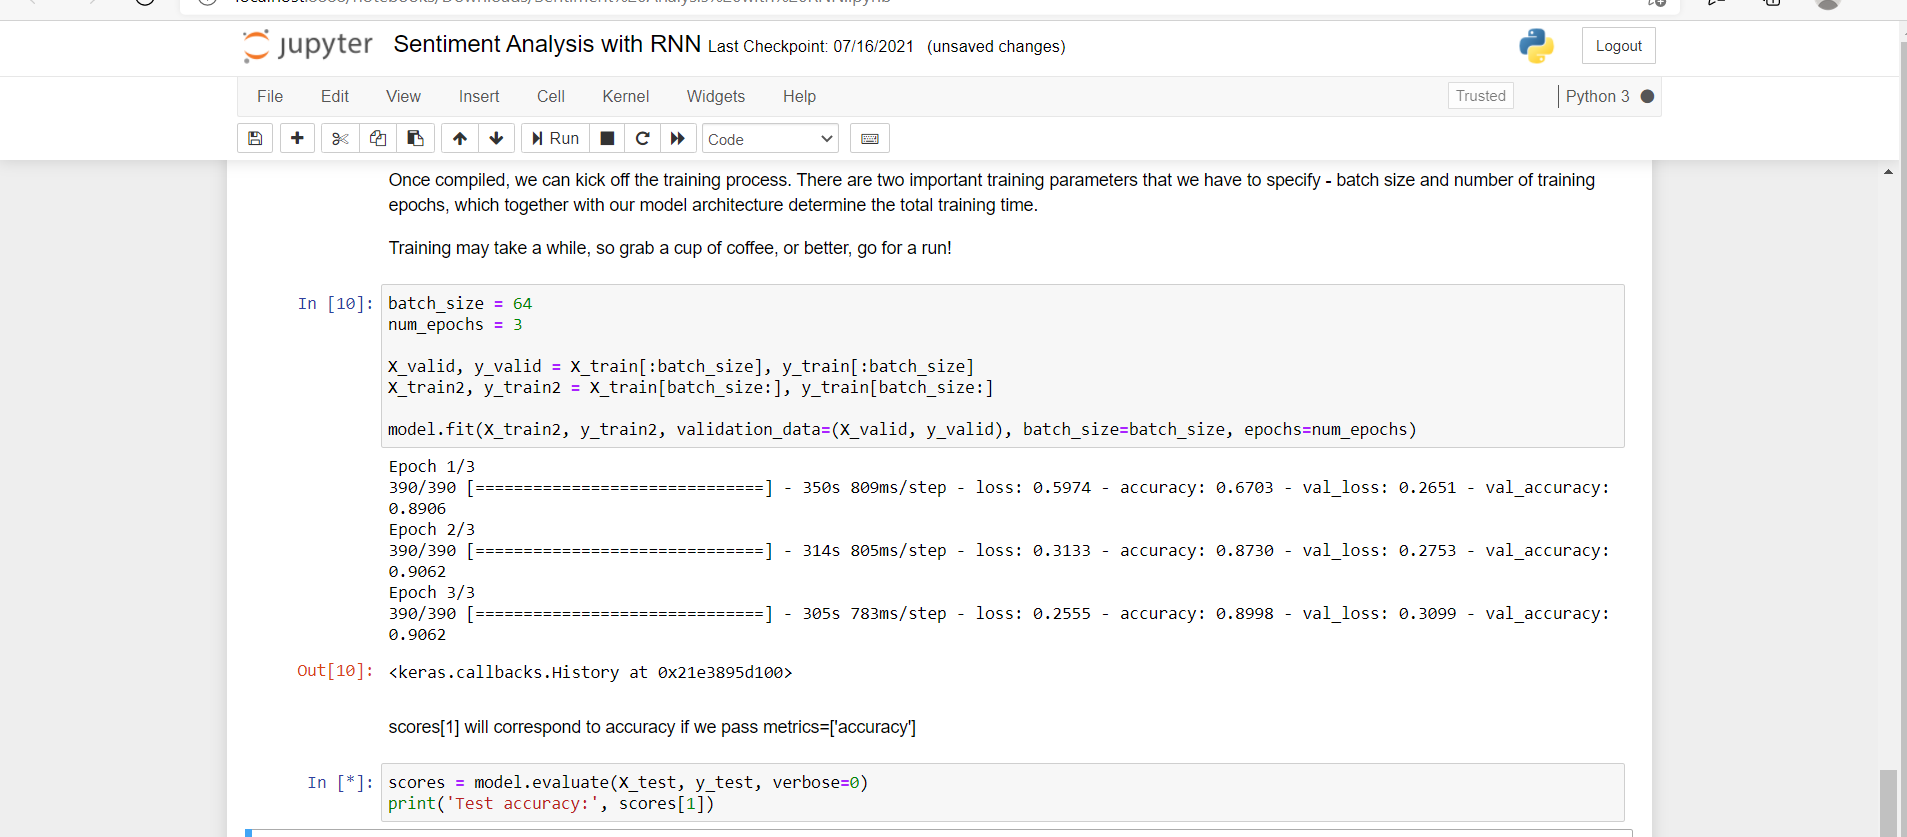 localhost:8888/notebooks/Downloads/Sentiment%20Analysis%20with%20RNN.ipynb
jupyter Sentiment Analysis with RNN Last Checkpoint: 07/16/2021 (unsaved changes) Logout
File Edit View Insert Cell Kernel Widgets Help Trusted Python 3
Run Code
Once compiled, we can kick off the training process. There are two important training parameters that we have to specify - batch size and number of training
epochs, which together with our model architecture determine the total training time.
Training may take a while, so grab a cup of coffee, or better, go for a run!
In [10]: batch_size = 64
num_epochs = 3
X_valid, y_valid = X_train[:batch_size], y_train[:batch_size]
X_train2, y_train2 = X_train[batch_size:], y_train[batch_size:]
model.fit(X_train2, y_train2, validation_data=(X_valid, y_valid), batch_size=batch_size, epochs=num_epochs)
Epoch 1/3
390/390 [==============================] - 350s 809ms/step - loss: 0.5974 - accuracy: 0.6703 - val_loss: 0.2651 - val_accuracy:
0.8906
Epoch 2/3
390/390 [==============================] - 314s 805ms/step - loss: 0.3133 - accuracy: 0.8730 - val_loss: 0.2753 - val_accuracy:
0.9062
Epoch 3/3
390/390 [==============================] - 305s 783ms/step - loss: 0.2555 - accuracy: 0.8998 - val_loss: 0.3099 - val_accuracy:
0.9062
Out[10]: <keras.callbacks.History at 0x21e3895d100>
scores[1] will correspond to accuracy if we pass metrics=['accuracy']
In [*]: scores = model.evaluate(X_test, y_test, verbose=0)
print('Test accuracy:', scores[1])